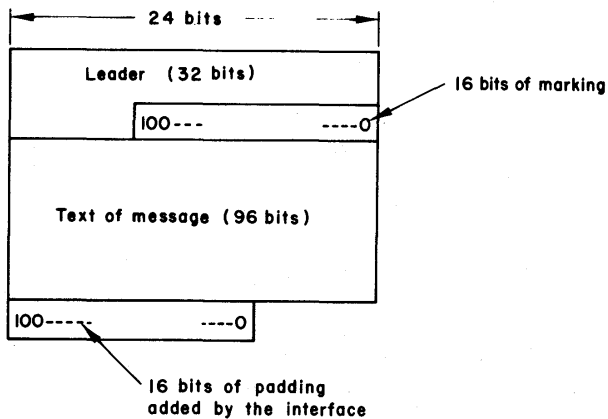 24 bits
Leader (32 bits)
16 bits of marking
100--- ----0
Text of message (96 bits)
100----- ----0
16 bits of padding
added by the interface